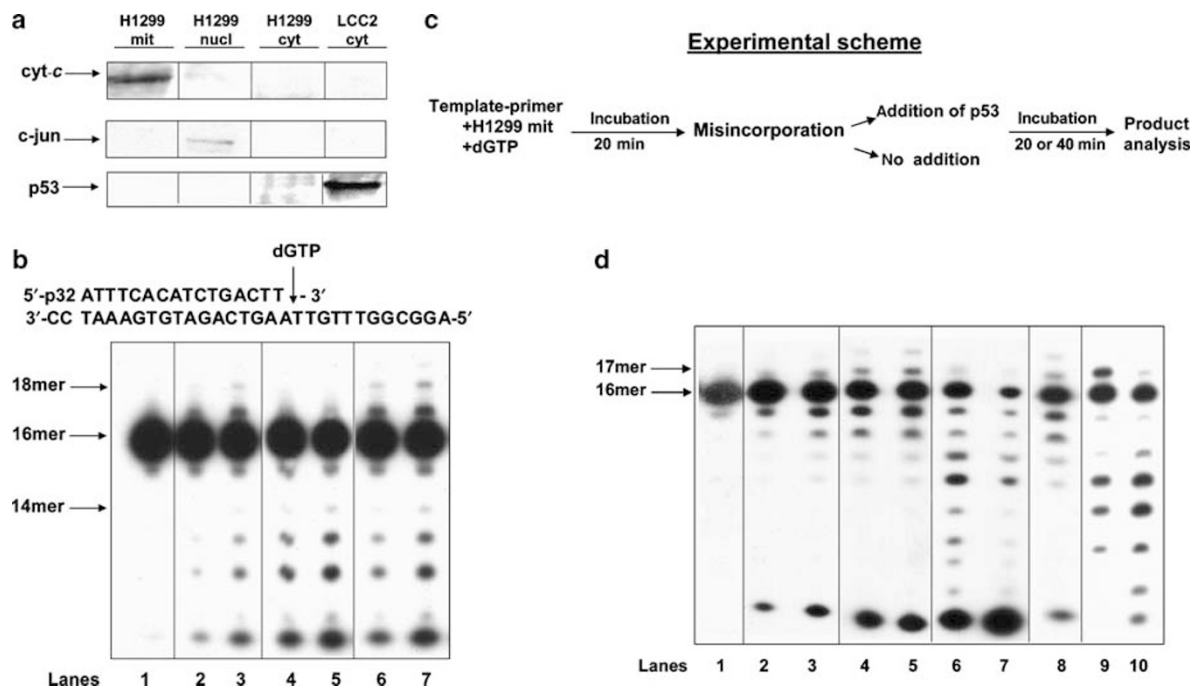 a
H1299 mit
H1299 nucl
H1299 cyt
LCC2 cyt
cyt-c
c-jun
p53
c
Experimental scheme
Template-primer
+H1299 mit
+dGTP
Incubation
20 min
Misincorporation
Addition of p53
No addition
Incubation
20 or 40 min
Product
analysis
b
dGTP
5′-p32 ATTTCACATCTGACTT - 3′
3′-CC TAAAGTGTAGACTGAATTGTTTGGCGGA-5′
18mer
16mer
14mer
Lanes 1 2 3 4 5 6 7
d
17mer
16mer
Lanes 1 2 3 4 5 6 7 8 9 10